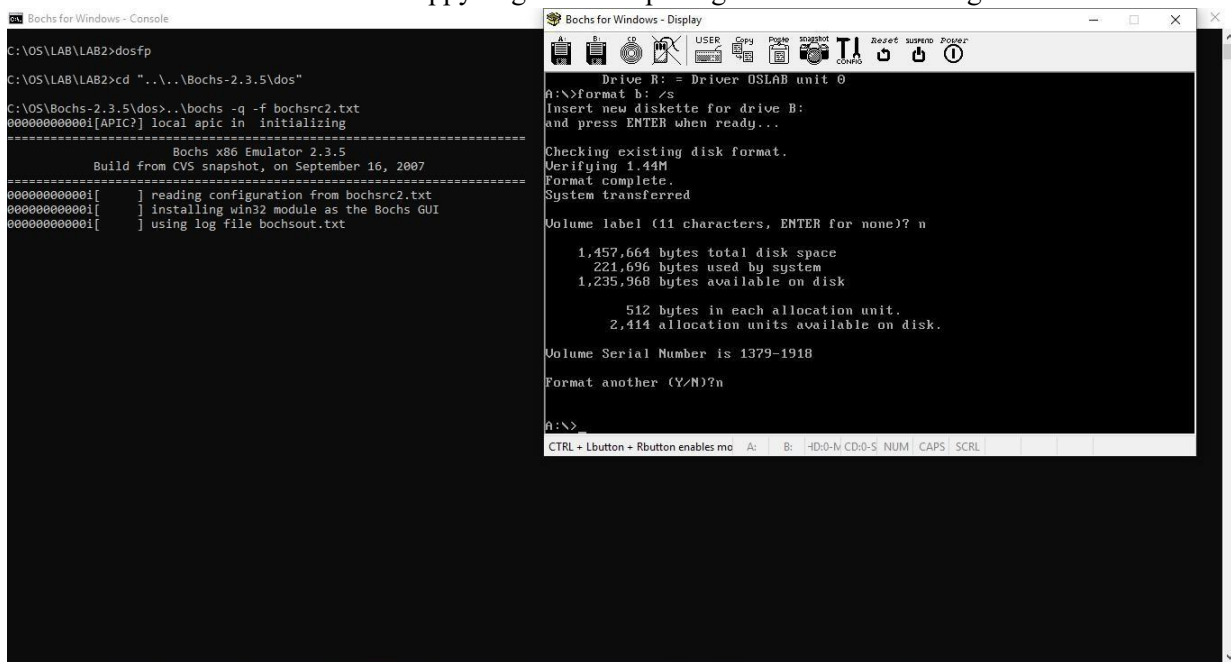 Bochs for Windows - Console
C:\OS\LAB\LAB2>dosfp
C:\OS\LAB\LAB2>cd "..\..\Bochs-2.3.5\dos"
C:\OS\Bochs-2.3.5\dos>..\bochs -q -f bochsrc2.txt
00000000000i[APIC?] local apic in  initializing
========================================================================
Bochs x86 Emulator 2.3.5
Build from CVS snapshot, on September 16, 2007
========================================================================
00000000000i[     ] reading configuration from bochsrc2.txt
00000000000i[     ] installing win32 module as the Bochs GUI
00000000000i[     ] using log file bochsout.txt
Bochs for Windows - Display
A: B: CD USER Copy Paste snapshot CONFIG Reset SUSPEND Power
Drive R: = Driver OSLAB unit 0
A:\>format b: /s
Insert new diskette for drive B:
and press ENTER when ready...
Checking existing disk format.
Verifying 1.44M
Format complete.
System transferred
Volume label (11 characters, ENTER for none)? n
1,457,664 bytes total disk space
221,696 bytes used by system
1,235,968 bytes available on disk
512 bytes in each allocation unit.
2,414 allocation units available on disk.
Volume Serial Number is 1379-1918
Format another (Y/N)?n
A:\>_
CTRL + Lbutton + Rbutton enables mo A: B: HD:0-M CD:0-S NUM CAPS SCRL